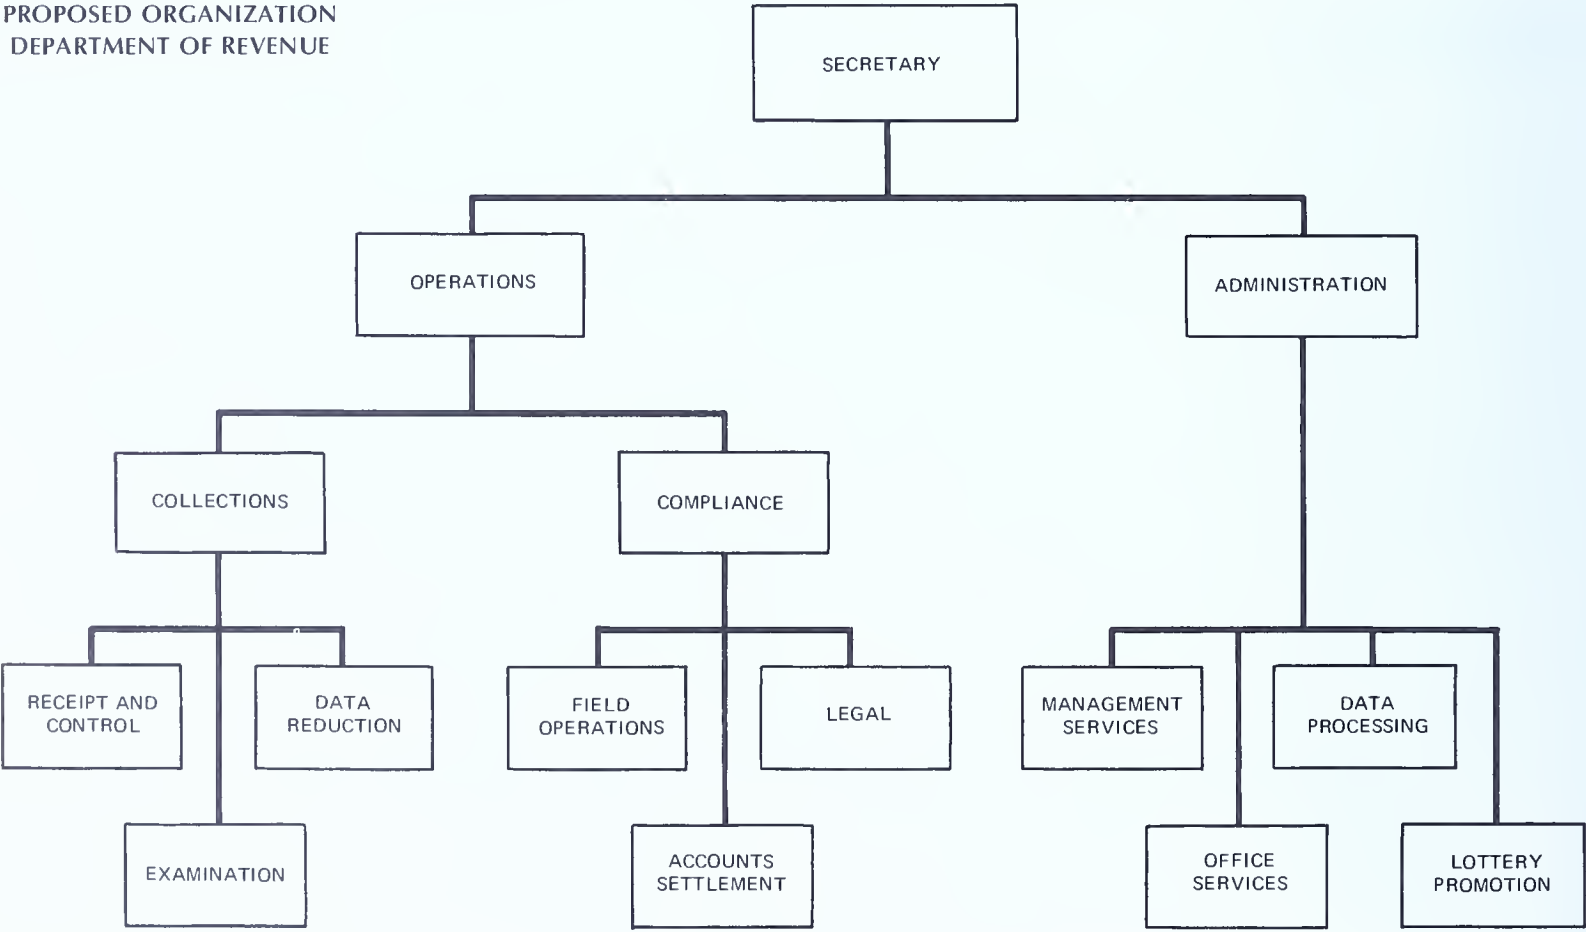 PROPOSED ORGANIZATION
DEPARTMENT OF REVENUE
SECRETARY
OPERATIONS
ADMINISTRATION
COLLECTIONS
COMPLIANCE
RECEIPT AND
CONTROL
DATA
REDUCTION
FIELD
OPERATIONS
LEGAL
MANAGEMENT
SERVICES
DATA
PROCESSING
EXAMINATION
ACCOUNTS
SETTLEMENT
OFFICE
SERVICES
LOTTERY
PROMOTION